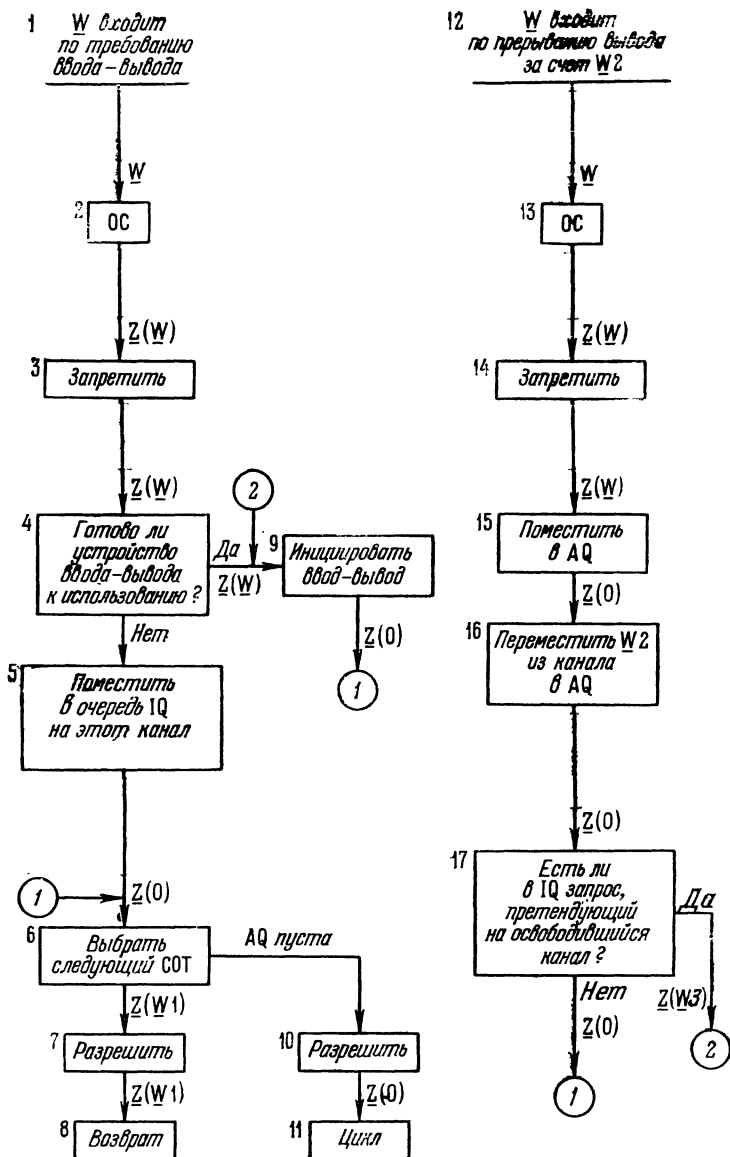 1 W входит
по требованию
ввода-вывода
W
2 ОС
Z(W)
3 Запретить
Z(W)
4 Готово ли
устройство
ввода-вывода
к использованию?
Да
Z(W)
2
9 Инициировать
ввод-вывод
Z(0)
1
Нет
5 Поместить
в очередь IQ
на этот канал
1
Z(0)
6 Выбрать
следующий СОТ
AQ пуста
Z(W1)
7 Разрешить
Z(W1)
8 Возврат
10 Разрешить
Z(0)
11 Цикл
12 W входит
по прерыванию вывода
за счет W2
W
13 ОС
Z(W)
14 Запретить
Z(W)
15 Поместить
в AQ
Z(0)
16 Переместить W2
из канала
в AQ
Z(0)
17 Есть ли
в IQ запрос,
претендующий
на освободившийся
канал?
Да
Z(W3)
2
Нет
Z(0)
1